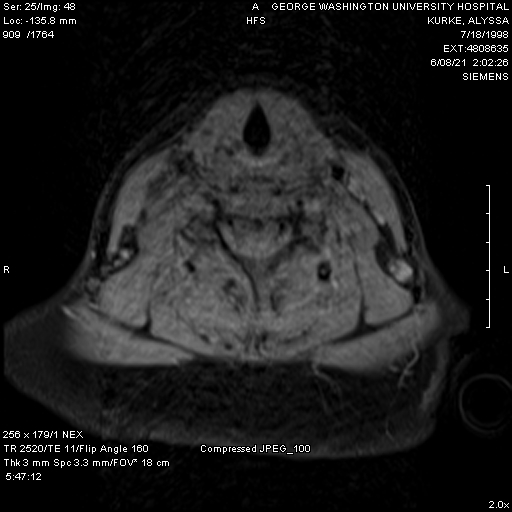 Ser: 25/Img: 48
Loc: -135.8 mm
909 /1764
A
HFS
GEORGE WASHINGTON UNIVERSITY HOSPITAL
KURKE, ALYSSA
7/18/1998
EXT:4808635
6/08/21 2:02:26
SIEMENS
R
L
256 x 179/1 NEX
TR 2520/TE 11/Flip Angle 160
Thk 3 mm Spc 3.3 mm/FOV* 18 cm
5:47:12
Compressed JPEG_100
2.0x